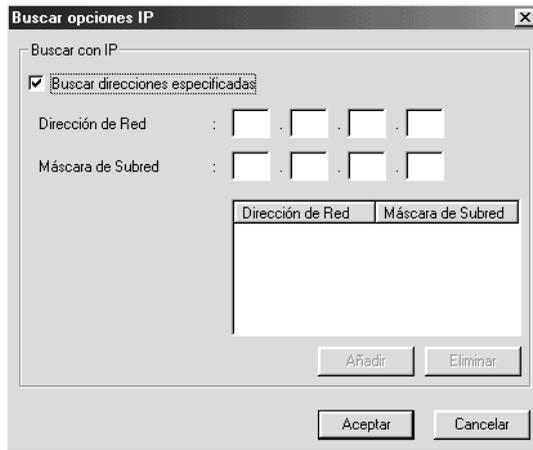 Buscar opciones IP
Buscar con IP
Buscar direcciones especificadas
Dirección de Red :  .  .  .
Máscara de Subred :  .  .  .
Dirección de Red Máscara de Subred
Añadir Eliminar
Aceptar Cancelar